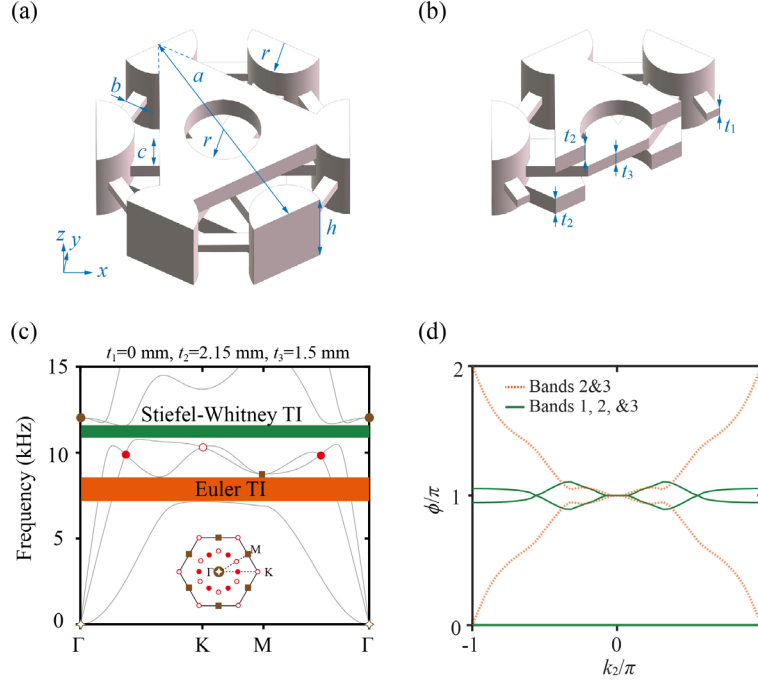 (a)
(b)
r
a
b
r
c
h
z
y
x
t₁
t₂
t₃
t₂
(c)
(d)
t₁=0 mm, t₂=2.15 mm, t₃=1.5 mm
15
10
5
0
Frequency (kHz)
Stiefel-Whitney TI
Euler TI
M
Γ
K
Γ
K
M
Γ
2
1
0
ϕ/π
Bands 2&3
Bands 1, 2, &3
-1
0
k₂/π